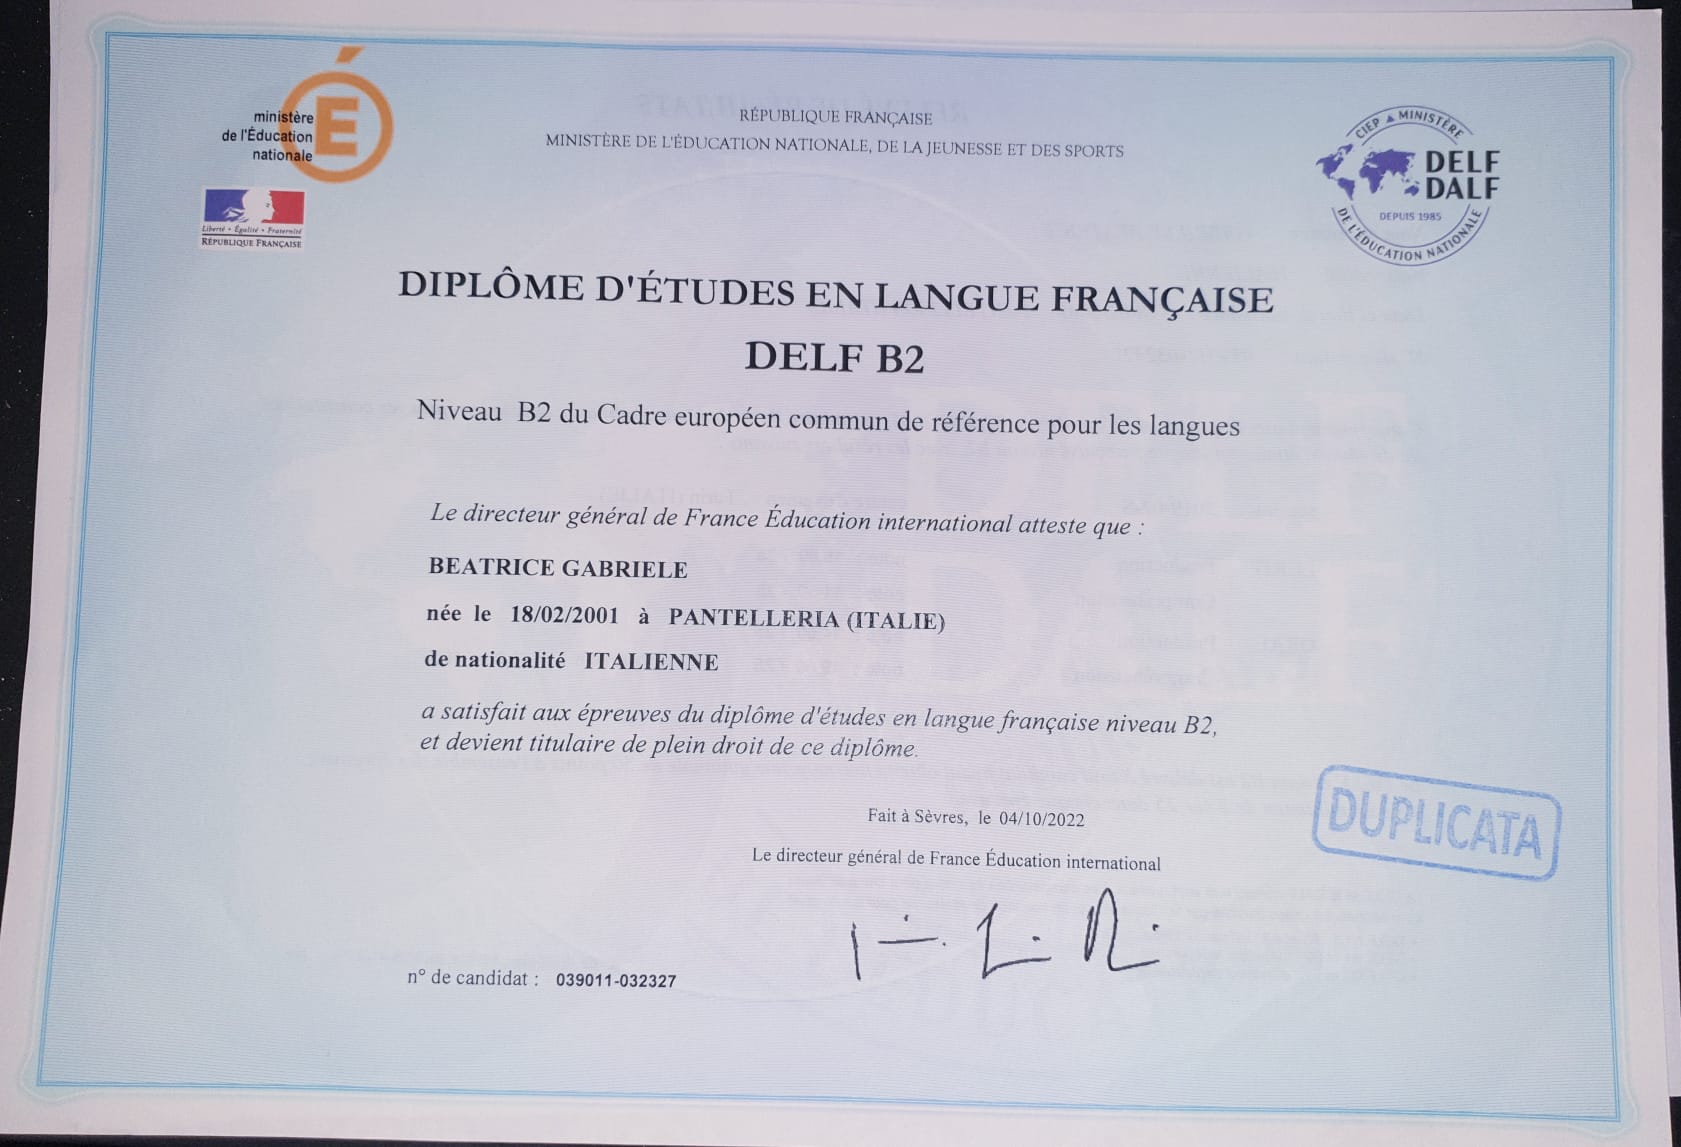 ministère
de l'Éducation
nationale
É
Liberté • Égalité • Fraternité
RÉPUBLIQUE FRANÇAISE
RÉPUBLIQUE FRANÇAISE
MINISTÈRE DE L'ÉDUCATION NATIONALE, DE LA JEUNESSE ET DES SPORTS
CIEP ▲ MINISTÈRE
DELF
DALF
DEPUIS 1985
DE L'ÉDUCATION NATIONALE
DIPLÔME D'ÉTUDES EN LANGUE FRANÇAISE
DELF B2
Niveau B2 du Cadre européen commun de référence pour les langues
Le directeur général de France Éducation international atteste que :
BEATRICE GABRIELE
née le 18/02/2001 à PANTELLERIA (ITALIE)
de nationalité ITALIENNE
a satisfait aux épreuves du diplôme d'études en langue française niveau B2,
et devient titulaire de plein droit de ce diplôme.
Fait à Sèvres, le 04/10/2022
Le directeur général de France Éducation international
DUPLICATA
n° de candidat : 039011-032327